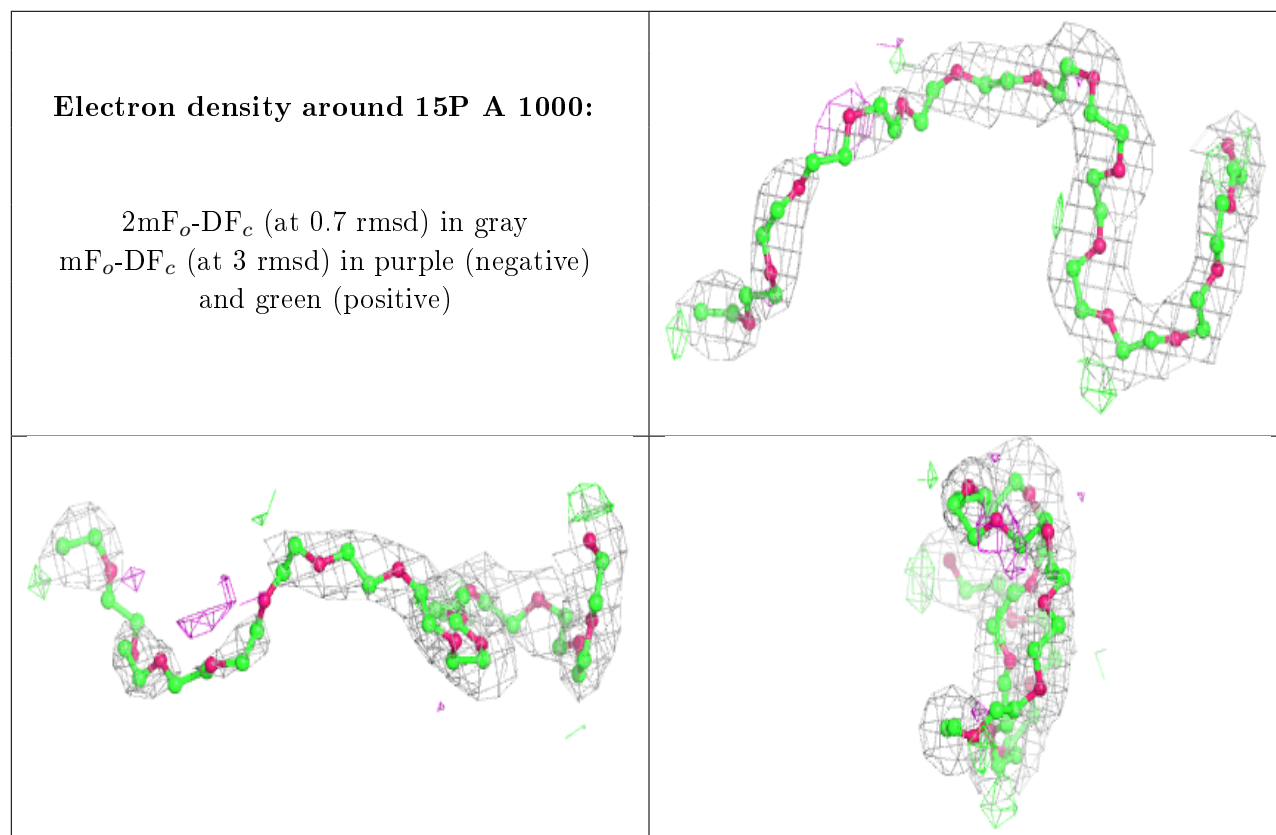 Electron density around 15P A 1000:
2mFo-DFc (at 0.7 rmsd) in gray
mFo-DFc (at 3 rmsd) in purple (negative)
and green (positive)